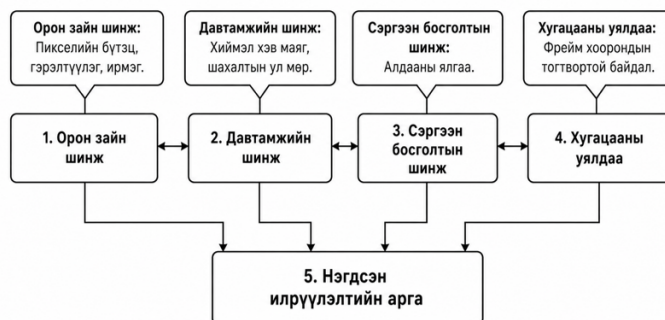 Орон зайн шинж:
Пикселийн бүтзц,
гэрэлтүүлэг, ирмэг.
Давтамжийн шинж:
Хиймэл хэв маяг,
шахалтын ул мөр.
Сэргээн босголтын
шинж:
Алдааны ялгаа.
Хугацааны уялдаа:
Фрейм хоорондын
тогтвортой байдал.
1. Орон зайн
шинж
2. Давтамжийн
шинж
3. Сэргээн
босголтын
шинж
4. Хугацааны
уялдаа
5. Нэгдсэн
илрүүлэлтийн арга